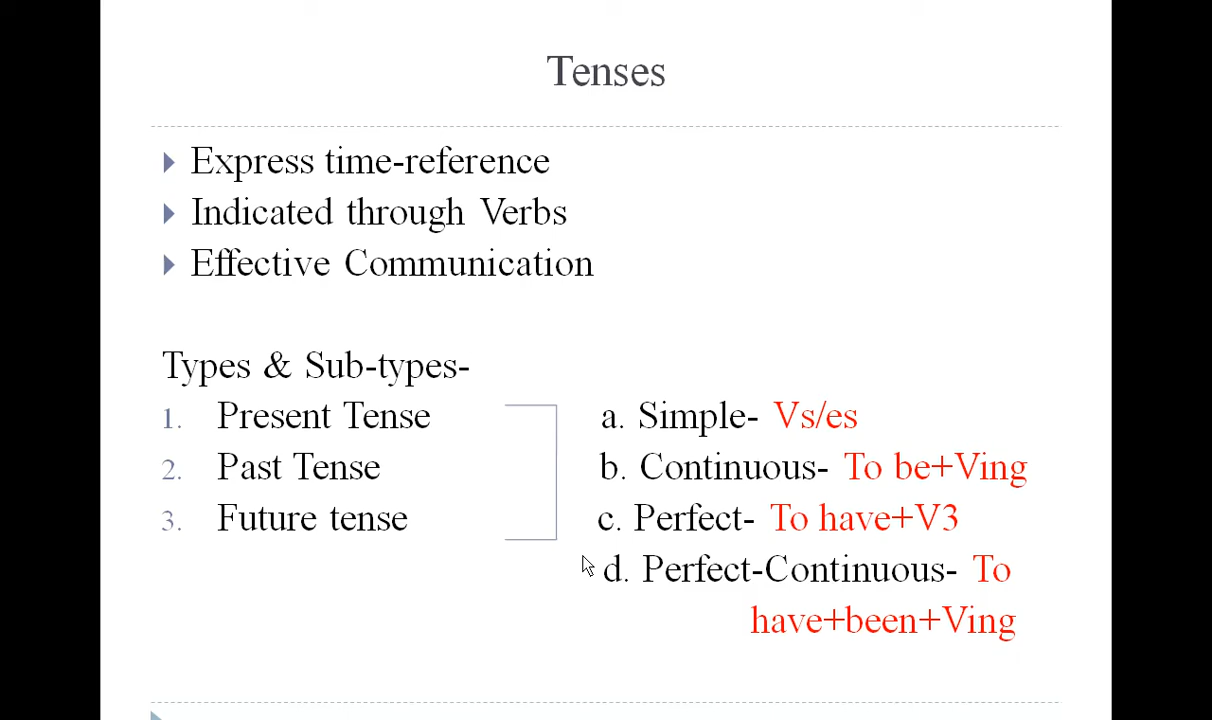 Tenses
Express time-reference
Indicated through Verbs
Effective Communication
Types & Sub-types-
1. Present Tense
2. Past Tense
3. Future tense
a. Simple- Vs/es
b. Continuous- To be+Ving
c. Perfect- To have+V3
d. Perfect-Continuous- To
have+been+Ving